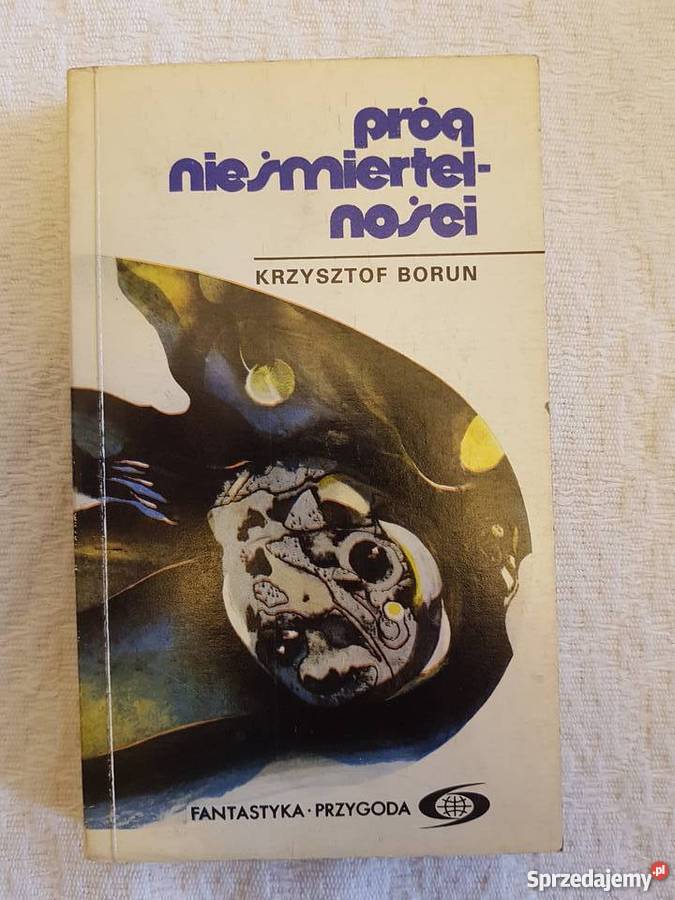 próg
nieśmiertel-
ności
KRZYSZTOF BORUN
FANTASTYKA · PRZYGODA
Sprzedajemy.pl